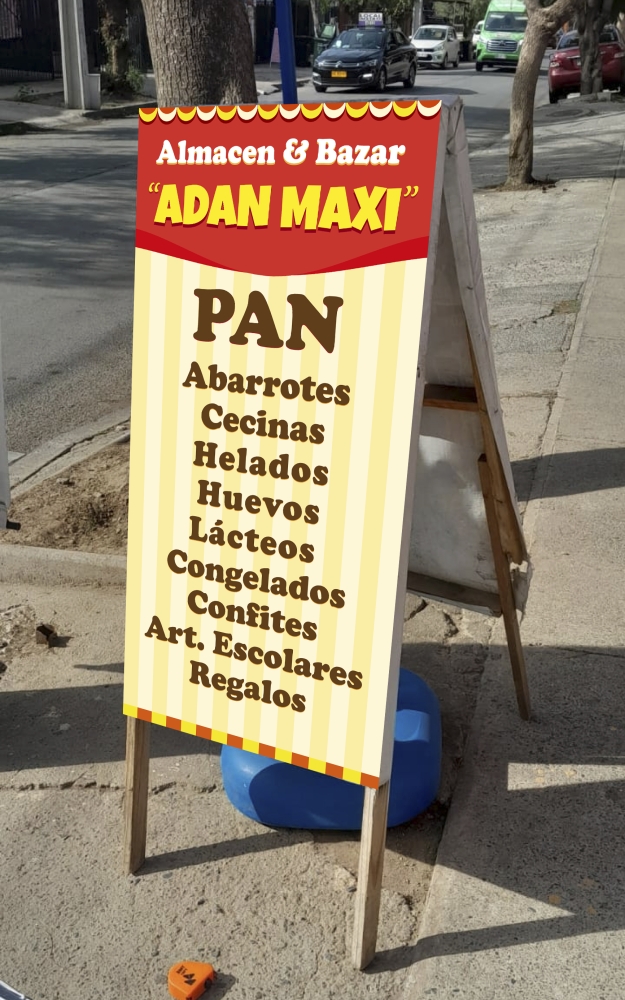 Almacen & Bazar
“ADAN MAXI”
PAN
Abarrotes
Cecinas
Helados
Huevos
Lácteos
Congelados
Confites
Art. Escolares
Regalos